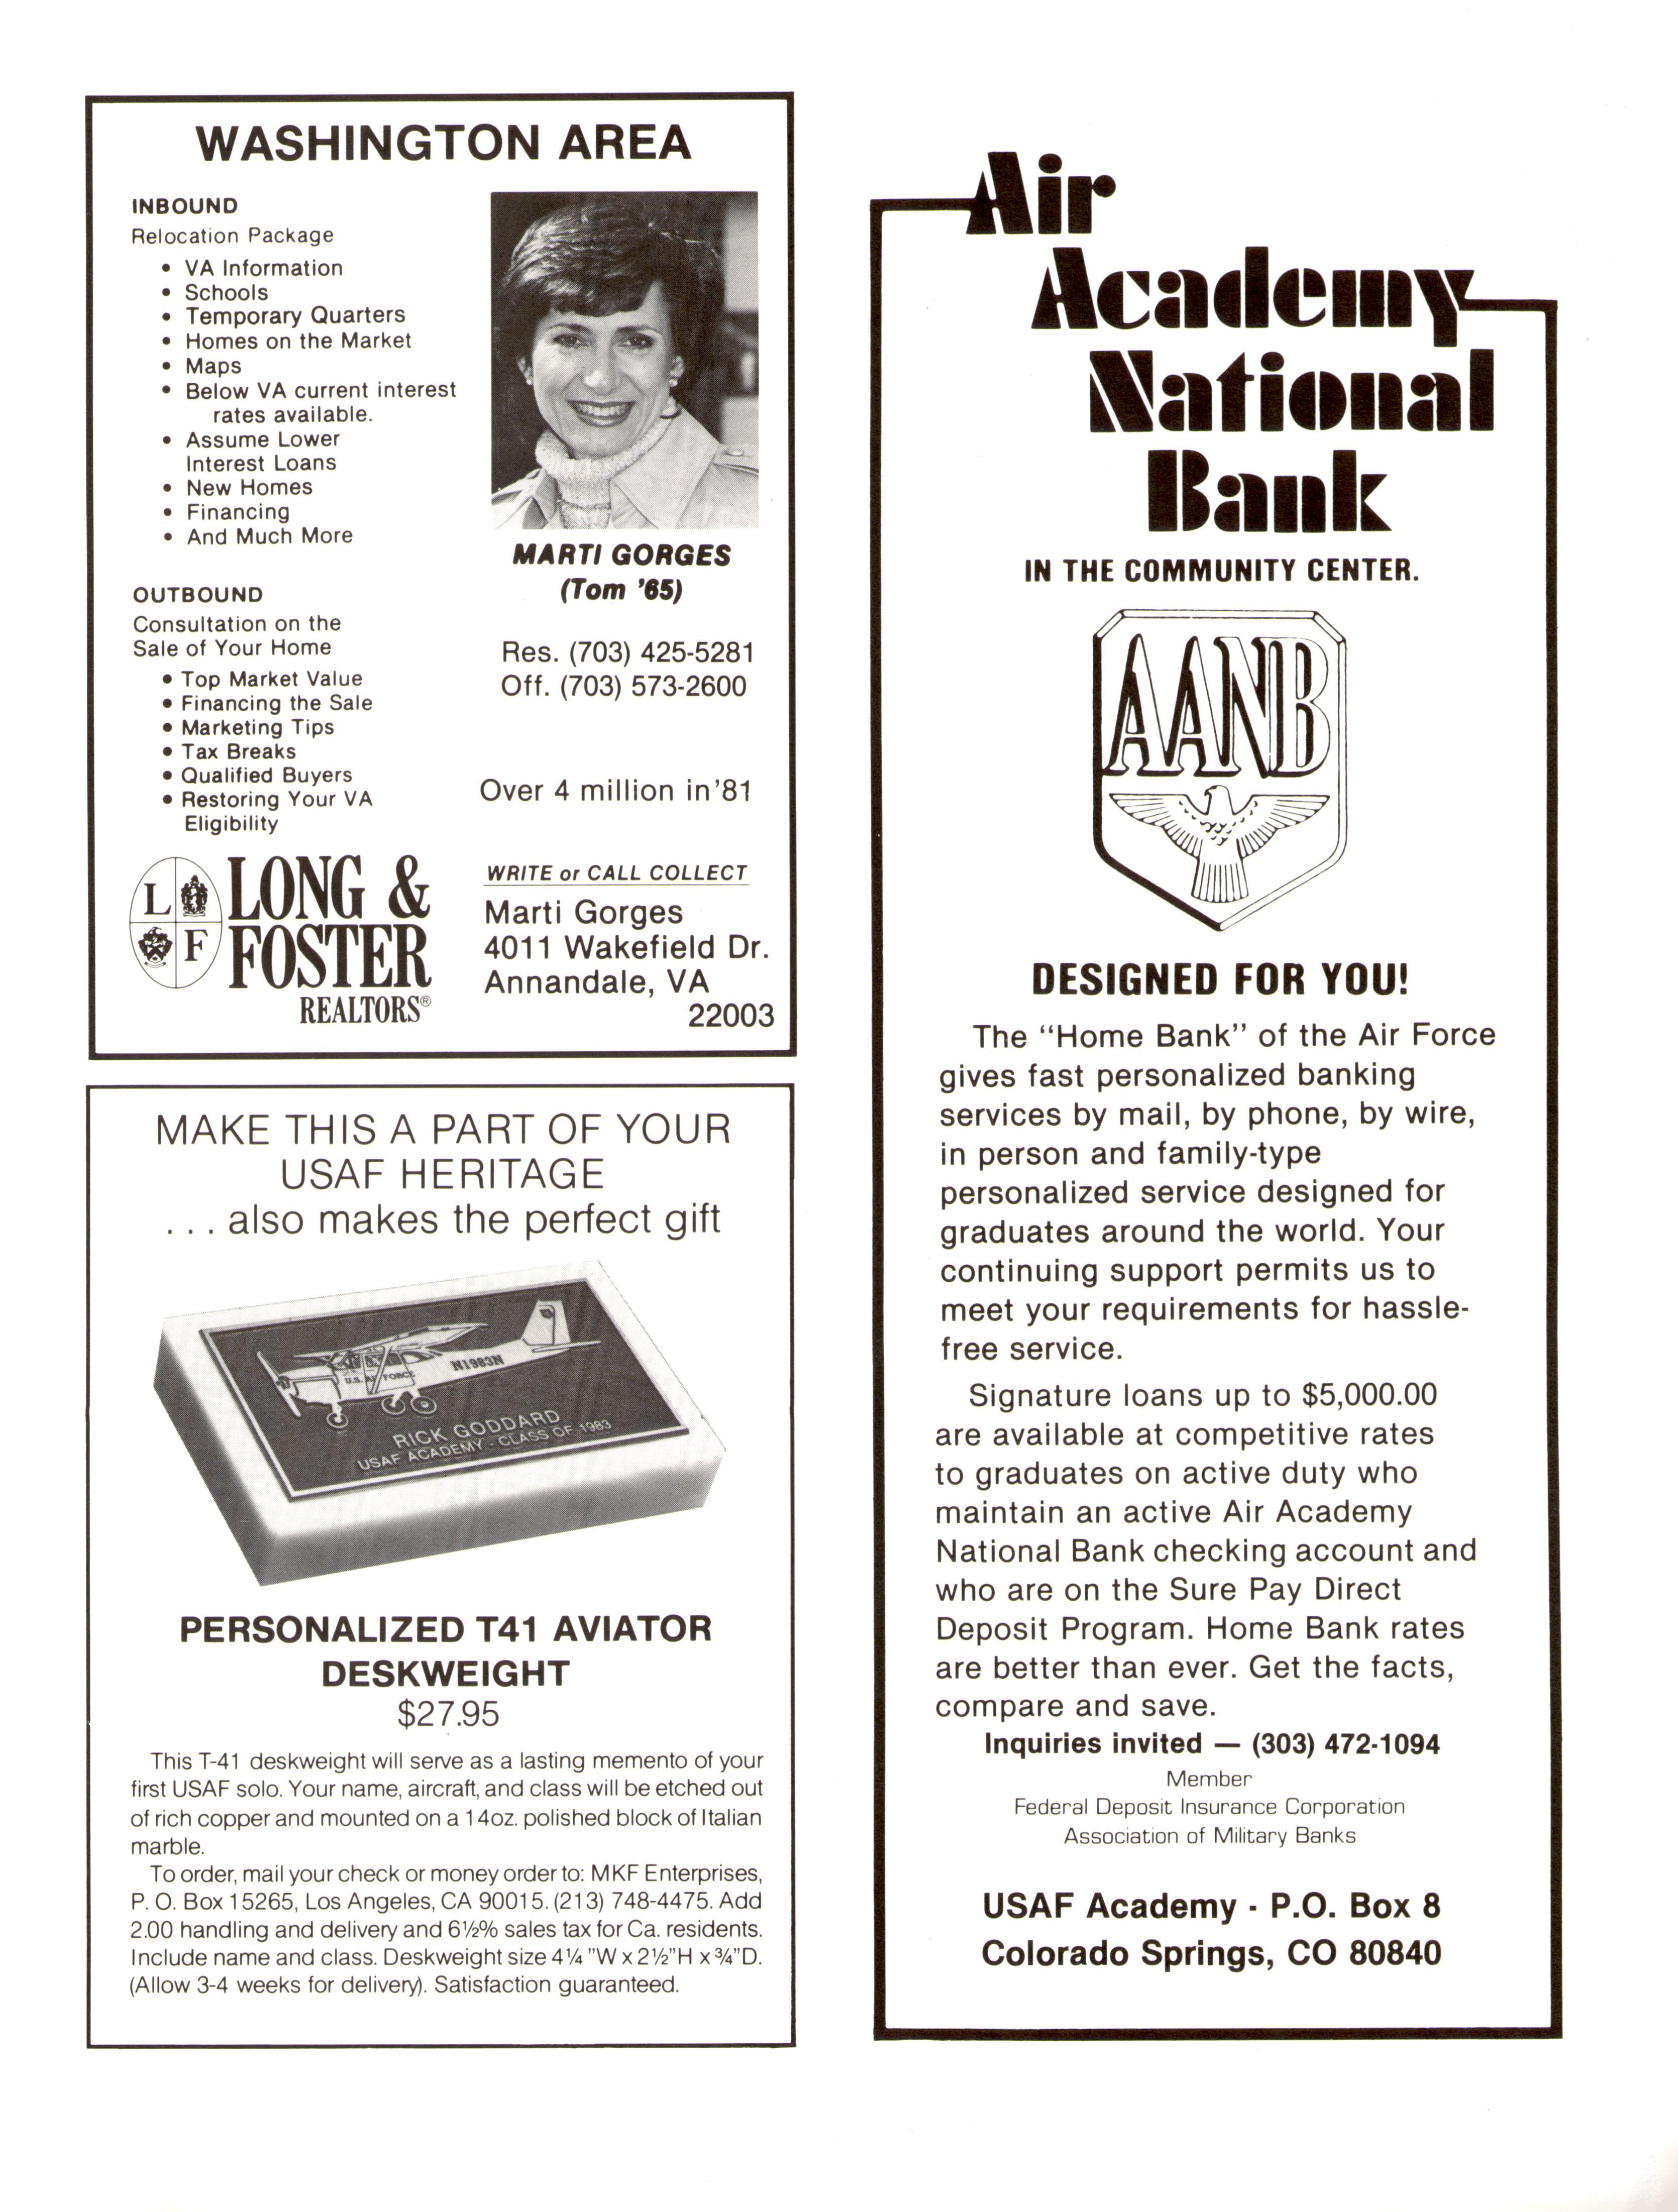 WASHINGTON AREA
INBOUND
Relocation Package
• VA Information
• Schools
• Temporary Quarters
• Homes on the Market
• Maps
• Below VA current interest
rates available.
• Assume Lower
Interest Loans
• New Homes
• Financing
• And Much More
OUTBOUND
Consultation on the
Sale of Your Home
• Top Market Value
• Financing the Sale
• Marketing Tips
• Tax Breaks
• Qualified Buyers
• Restoring Your VA
Eligibility
L F
LONG &
FOSTER
REALTORS®
MARTI GORGES
(Tom '65)
Res. (703) 425-5281
Off. (703) 573-2600
Over 4 million in '81
WRITE or CALL COLLECT
Marti Gorges
4011 Wakefield Dr.
Annandale, VA
22003
MAKE THIS A PART OF YOUR
USAF HERITAGE
. . . also makes the perfect gift
N1983N
U.S. AIR FORCE
RICK GODDARD
USAF ACADEMY - CLASS OF 1983
PERSONALIZED T41 AVIATOR
DESKWEIGHT
$27.95
This T-41 deskweight will serve as a lasting memento of your
first USAF solo. Your name, aircraft, and class will be etched out
of rich copper and mounted on a 14oz. polished block of Italian
marble.
To order, mail your check or money order to: MKF Enterprises,
P. O. Box 15265, Los Angeles, CA 90015. (213) 748-4475. Add
2.00 handling and delivery and 6½% sales tax for Ca. residents.
Include name and class. Deskweight size 4¼ "W x 2½"H x ¾"D.
(Allow 3-4 weeks for delivery). Satisfaction guaranteed.
Air
Academy
National
Bank
IN THE COMMUNITY CENTER.
AANB
DESIGNED FOR YOU!
The "Home Bank" of the Air Force
gives fast personalized banking
services by mail, by phone, by wire,
in person and family-type
personalized service designed for
graduates around the world. Your
continuing support permits us to
meet your requirements for hassle-
free service.
Signature loans up to $5,000.00
are available at competitive rates
to graduates on active duty who
maintain an active Air Academy
National Bank checking account and
who are on the Sure Pay Direct
Deposit Program. Home Bank rates
are better than ever. Get the facts,
compare and save.
Inquiries invited — (303) 472-1094
Member
Federal Deposit Insurance Corporation
Association of Military Banks
USAF Academy - P.O. Box 8
Colorado Springs, CO 80840